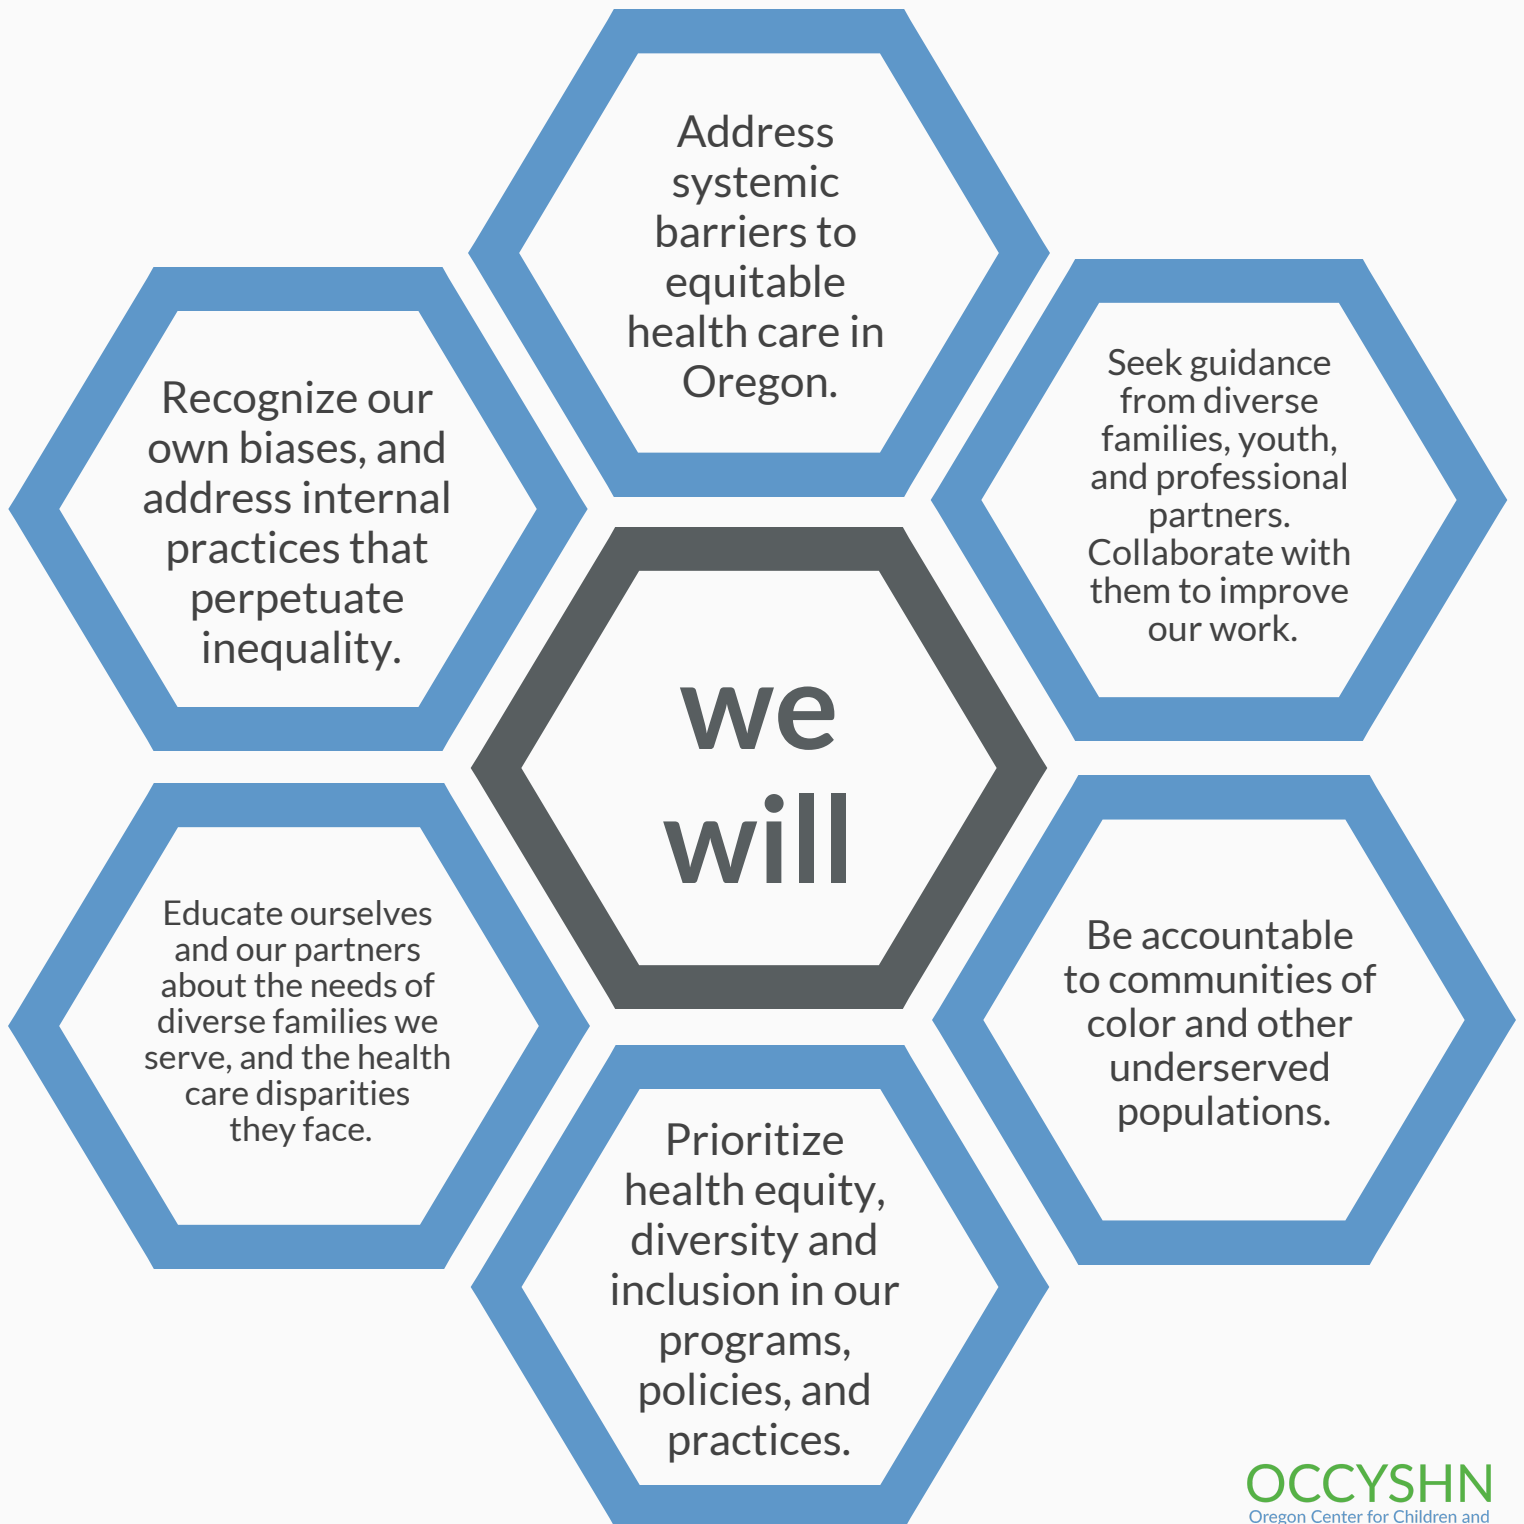 Address
systemic
barriers to
equitable
health care in
Oregon.
Recognize our
own biases, and
address internal
practices that
perpetuate
inequality.
Seek guidance
from diverse
families, youth,
and professional
partners.
Collaborate with
them to improve
our work.
we
will
Educate ourselves
and our partners
about the needs of
diverse families we
serve, and the health
care disparities
they face.
Be accountable
to communities of
color and other
underserved
populations.
Prioritize
health equity,
diversity and
inclusion in our
programs,
policies, and
practices.
OCCYSHN
Oregon Center for Children and